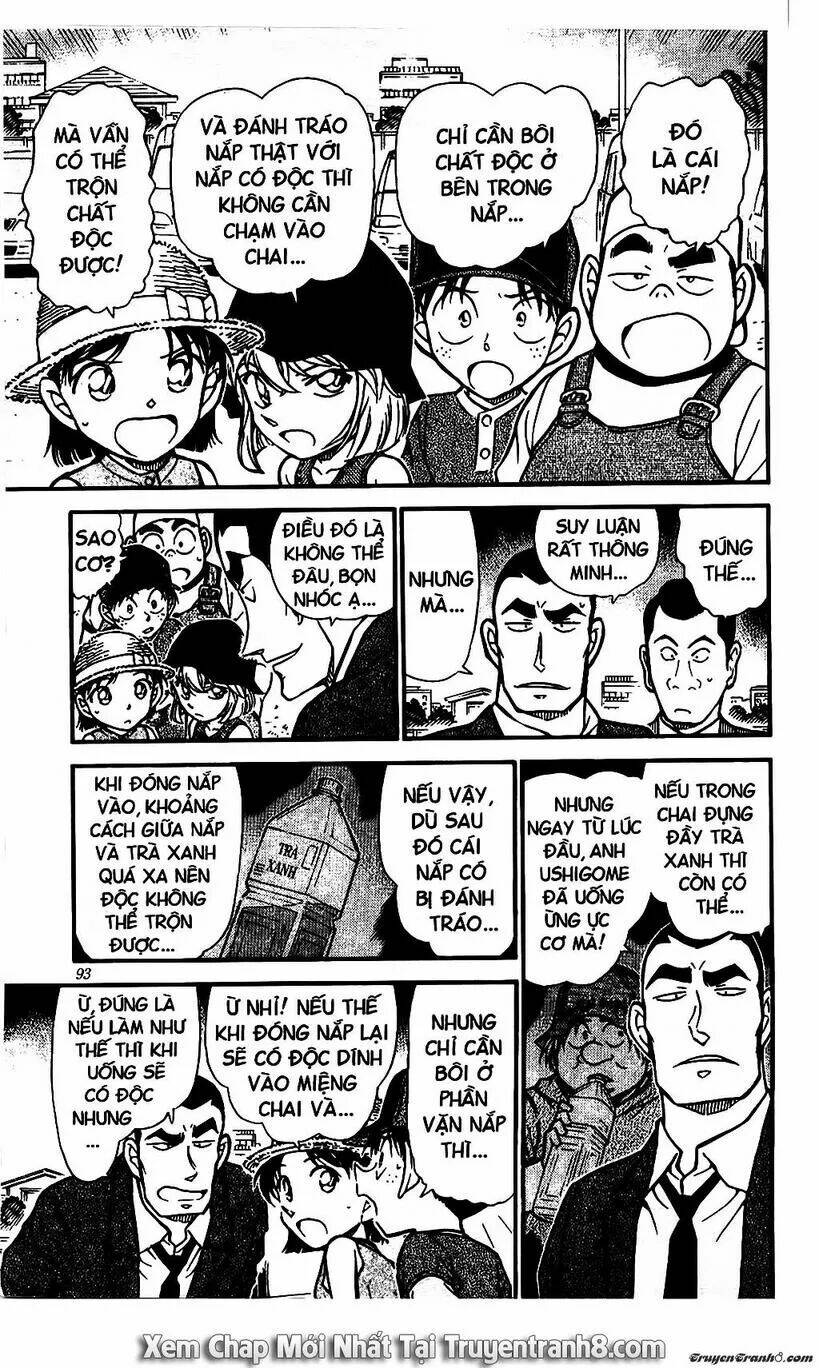 ĐÓ
LÀ CÁI
NẮP!
CHỈ CẦN BÔI
CHẤT ĐỘC Ở
BÊN TRONG
NẮP...
VÀ ĐÁNH TRÁO
NẮP THẬT VỚI
NẮP CÓ ĐỘC THÌ
KHÔNG CẦN
CHẠM VÀO
CHAI...
MÀ VẪN
CÓ THỂ
TRỘN
CHẤT
ĐỘC
ĐƯỢC!
ĐÚNG
THẾ...
SUY LUẬN
RẤT THÔNG
MINH...
NHƯNG
MÀ...
ĐIỀU ĐÓ LÀ
KHÔNG THỂ
ĐÂU, BỌN
NHÓC Ạ...
SAO
CƠ?
NẾU TRONG
CHAI ĐỰNG
ĐẦY TRÀ
XANH THÌ
CÒN CÓ
THỂ...
NHƯNG
NGAY TỪ LÚC
ĐẦU, ANH
USHIGOME
ĐÃ UỐNG
ỪNG ỰC
CƠ MÀ!
NẾU VẬY,
DÙ SAU
ĐÓ CÁI
NẮP CÓ
BỊ ĐÁNH
TRÁO...
TRÀ
XANH
KHI ĐÓNG NẮP
VÀO, KHOẢNG
CÁCH GIỮA NẮP
VÀ TRÀ XANH
QUÁ XA NÊN
ĐỘC KHÔNG
THỂ TRỘN
ĐƯỢC...
93
NHƯNG
CHỈ CẦN
BÔI Ở
PHẦN
VẶN NẮP
THÌ...
Ừ NHỈ! NẾU THẾ
KHI ĐÓNG NẮP LẠI
SẼ CÓ ĐỘC DÍNH
VÀO MIỆNG
CHAI VÀ...
Ừ, ĐÚNG LÀ
NẾU LÀM NHƯ
THẾ THÌ KHI
UỐNG SẼ
CÓ ĐỘC
NHƯNG
...
Xem Chap Mới Nhất Tại Truyentranh8.com
TruyenTranh8.com